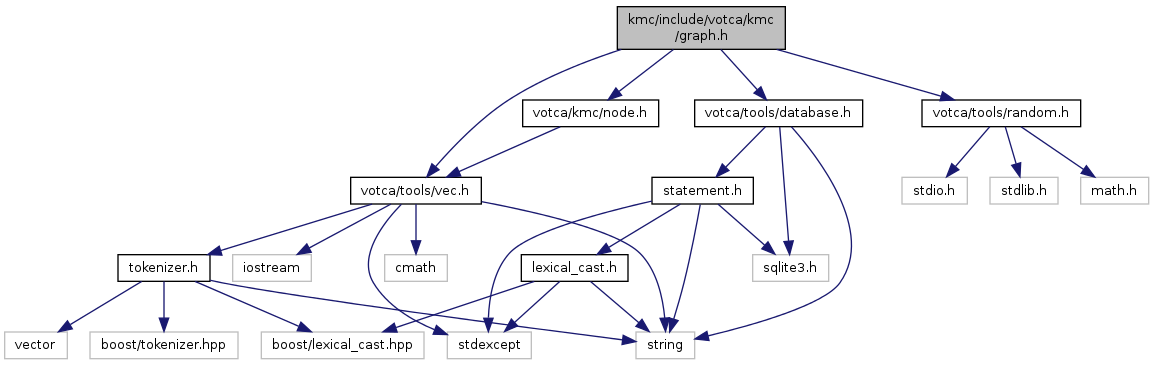 kmc/include/votca/kmc
/graph.h
votca/kmc/node.h
votca/tools/database.h
votca/tools/random.h
votca/tools/vec.h
statement.h
stdio.h
stdlib.h
math.h
tokenizer.h
iostream
cmath
lexical_cast.h
sqlite3.h
vector
boost/tokenizer.hpp
boost/lexical_cast.hpp
stdexcept
string